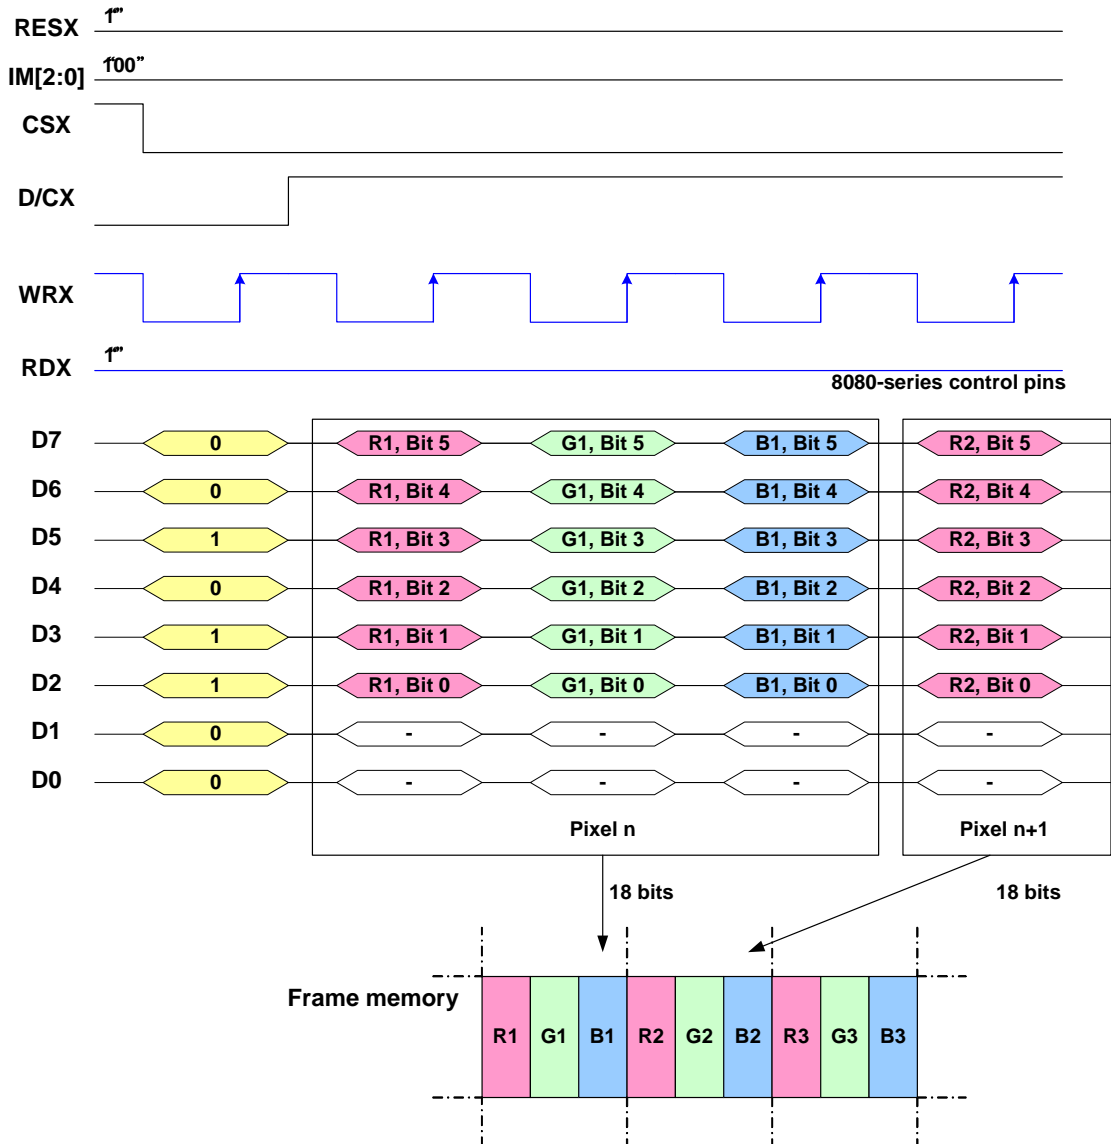 RESX 1"
IM[2:0] 100"
CSX
D/CX
WRX
RDX 1"
8080-series control pins
D7 0 R1, Bit 5 G1, Bit 5 B1, Bit 5 R2, Bit 5
D6 0 R1, Bit 4 G1, Bit 4 B1, Bit 4 R2, Bit 4
D5 1 R1, Bit 3 G1, Bit 3 B1, Bit 3 R2, Bit 3
D4 0 R1, Bit 2 G1, Bit 2 B1, Bit 2 R2, Bit 2
D3 1 R1, Bit 1 G1, Bit 1 B1, Bit 1 R2, Bit 1
D2 1 R1, Bit 0 G1, Bit 0 B1, Bit 0 R2, Bit 0
D1 0 - - - -
D0 0 - - - -
Pixel n Pixel n+1
18 bits 18 bits
Frame memory
R1 G1 B1 R2 G2 B2 R3 G3 B3